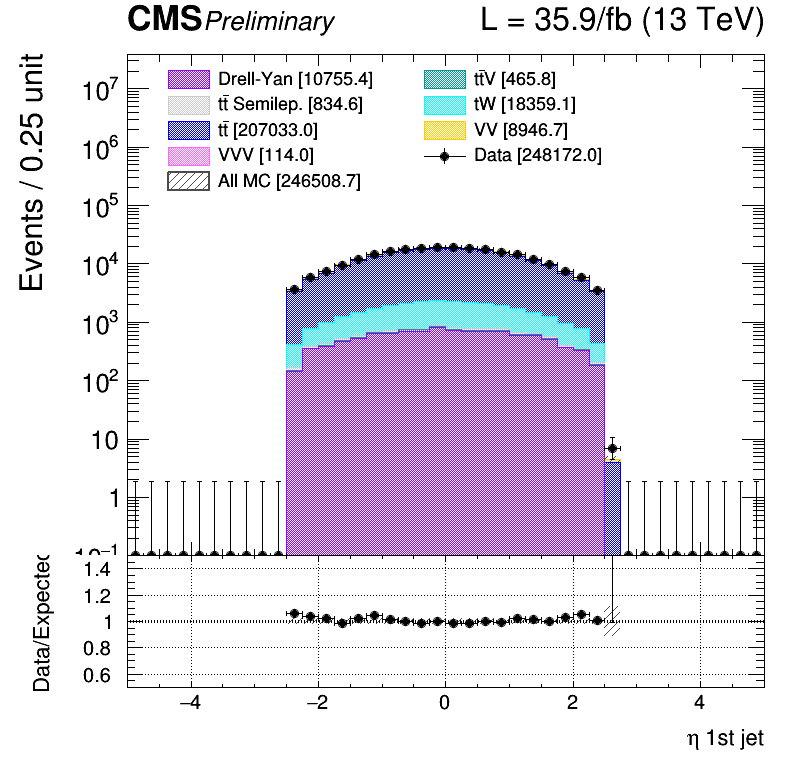 CMS Preliminary L = 35.9/fb (13 TeV)
Drell-Yan [10755.4] tt̄V [465.8]
tt̄ Semilep. [834.6] tW [18359.1]
tt̄ [207033.0] VV [8946.7]
VVV [114.0] Data [248172.0]
All MC [246508.7]
Events / 0.25 unit
10⁷
10⁶
10⁵
10⁴
10³
10²
10
1
10⁻¹
Data/Expected
1.4
1.2
1
0.8
0.6
−4 −2 0 2 4
η 1st jet